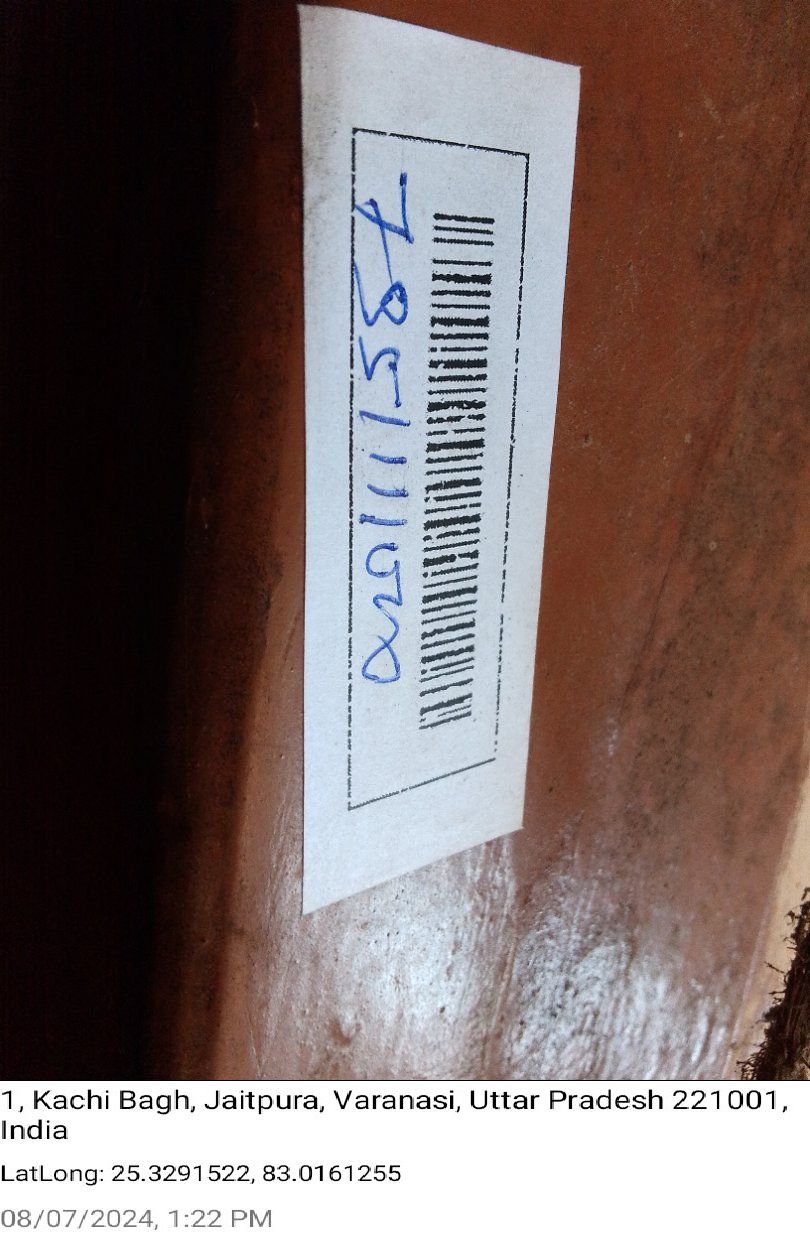 1, Kachi Bagh, Jaitpura, Varanasi, Uttar Pradesh 221001,
India
LatLong: 25.3291522, 83.0161255
08/07/2024, 1:22 PM